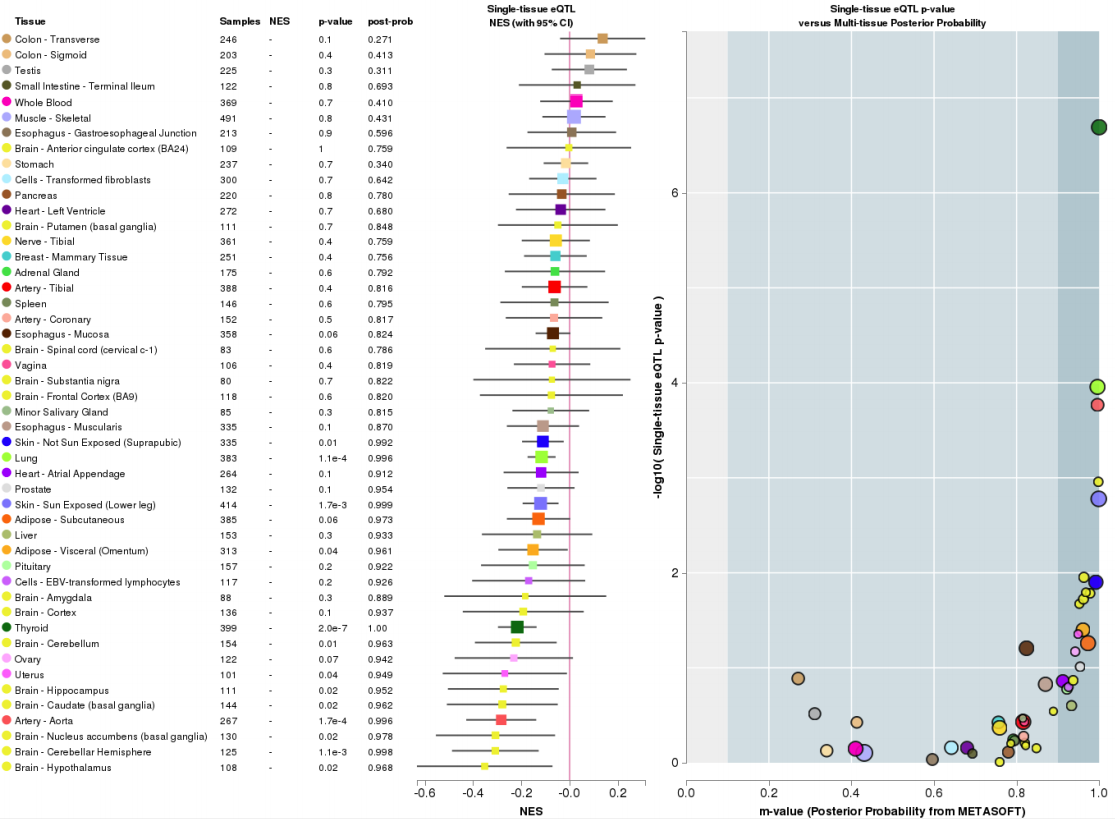 Single-tissue eQTL
NES (with 95% CI)
Tissue Samples NES p-value post-prob
Colon - Transverse 246 - 0.1 0.271
Colon - Sigmoid 203 - 0.4 0.413
Testis 225 - 0.3 0.311
Small Intestine - Terminal Ileum 122 - 0.8 0.693
Whole Blood 369 - 0.7 0.410
Muscle - Skeletal 491 - 0.8 0.431
Esophagus - Gastroesophageal Junction 213 - 0.9 0.596
Brain - Anterior cingulate cortex (BA24) 109 - 1 0.759
Stomach 237 - 0.7 0.340
Cells - Transformed fibroblasts 300 - 0.7 0.642
Pancreas 220 - 0.8 0.780
Heart - Left Ventricle 272 - 0.7 0.680
Brain - Putamen (basal ganglia) 111 - 0.7 0.848
Nerve - Tibial 361 - 0.4 0.759
Breast - Mammary Tissue 251 - 0.4 0.756
Adrenal Gland 175 - 0.6 0.792
Artery - Tibial 388 - 0.4 0.816
Spleen 146 - 0.6 0.795
Artery - Coronary 152 - 0.5 0.817
Esophagus - Mucosa 358 - 0.06 0.824
Brain - Spinal cord (cervical c-1) 83 - 0.6 0.786
Vagina 106 - 0.4 0.819
Brain - Substantia nigra 80 - 0.7 0.822
Brain - Frontal Cortex (BA9) 118 - 0.6 0.820
Minor Salivary Gland 85 - 0.3 0.815
Esophagus - Muscularis 335 - 0.1 0.870
Skin - Not Sun Exposed (Suprapubic) 335 - 0.01 0.992
Lung 383 - 1.1e-4 0.996
Heart - Atrial Appendage 264 - 0.1 0.912
Prostate 132 - 0.1 0.954
Skin - Sun Exposed (Lower leg) 414 - 1.7e-3 0.999
Adipose - Subcutaneous 385 - 0.06 0.973
Liver 153 - 0.3 0.933
Adipose - Visceral (Omentum) 313 - 0.04 0.961
Pituitary 157 - 0.2 0.922
Cells - EBV-transformed lymphocytes 117 - 0.2 0.926
Brain - Amygdala 88 - 0.3 0.889
Brain - Cortex 136 - 0.1 0.937
Thyroid 399 - 2.0e-7 1.00
Brain - Cerebellum 154 - 0.01 0.963
Ovary 122 - 0.07 0.942
Uterus 101 - 0.04 0.949
Brain - Hippocampus 111 - 0.02 0.952
Brain - Caudate (basal ganglia) 144 - 0.02 0.962
Artery - Aorta 267 - 1.7e-4 0.996
Brain - Nucleus accumbens (basal ganglia) 130 - 0.02 0.978
Brain - Cerebellar Hemisphere 125 - 1.1e-3 0.998
Brain - Hypothalamus 108 - 0.02 0.968
-0.6 -0.4 -0.2 -0.0 0.2
NES
Single-tissue eQTL p-value
versus Multi-tissue Posterior Probability
-log10( Single-tissue eQTL p-value )
6
4
2
0
0.0 0.2 0.4 0.6 0.8 1.0
m-value (Posterior Probability from METASOFT)